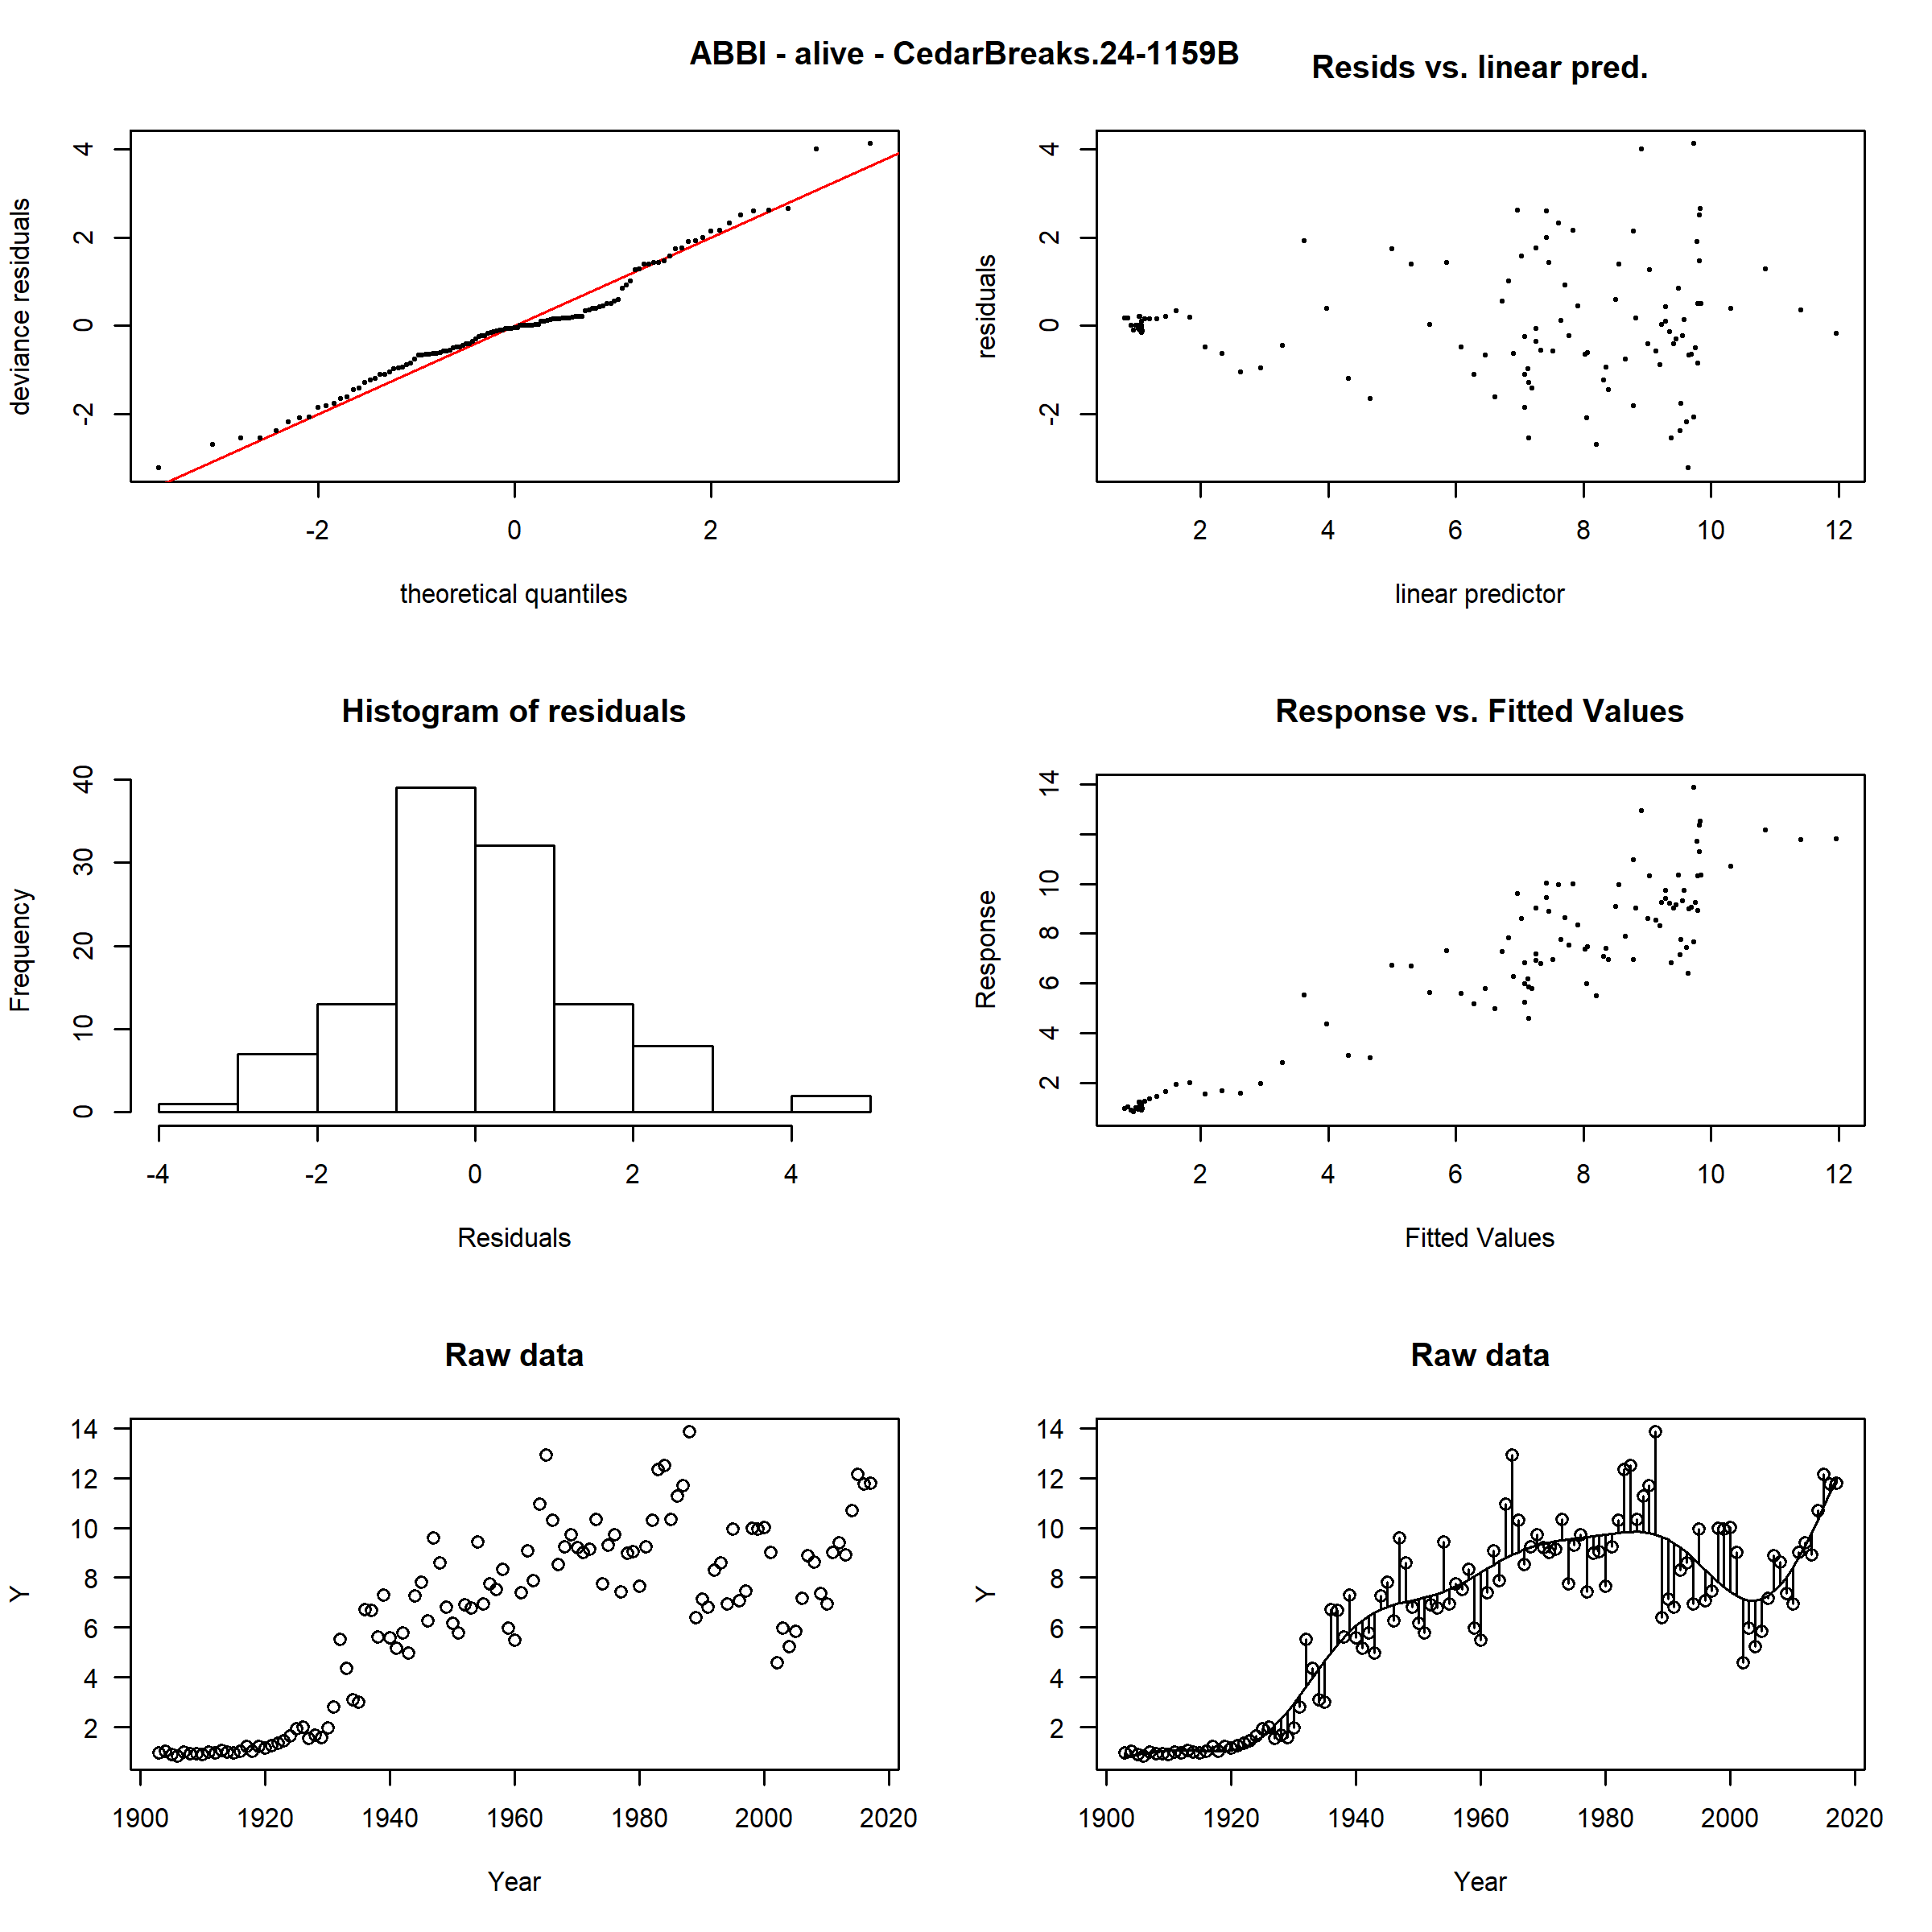 ABBI - alive - CedarBreaks.24-1159B
Resids vs. linear pred.
deviance residuals
4
2
0
-2
-2 0 2
theoretical quantiles
residuals
4
2
0
-2
2 4 6 8 10 12
linear predictor
Histogram of residuals
Frequency
40
30
20
10
0
-4 -2 0 2 4
Residuals
Response vs. Fitted Values
Response
14
10
8
6
4
2
2 4 6 8 10 12
Fitted Values
Raw data
Y
14
12
10
8
6
4
2
1900 1920 1940 1960 1980 2000 2020
Year
Raw data
Y
14
12
10
8
6
4
2
1900 1920 1940 1960 1980 2000 2020
Year